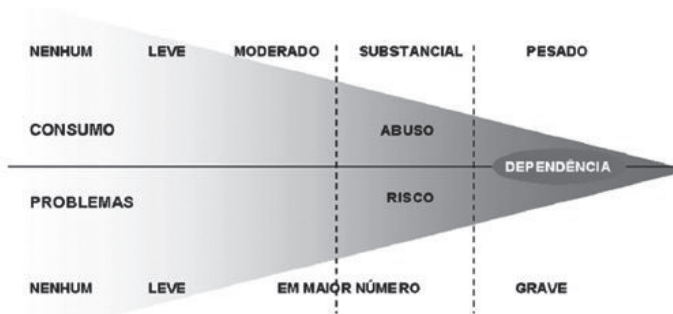 NENHUM LEVE MODERADO SUBSTANCIAL PESADO
CONSUMO ABUSO
DEPENDÊNCIA
PROBLEMAS RISCO
NENHUM LEVE EM MAIOR NÚMERO GRAVE